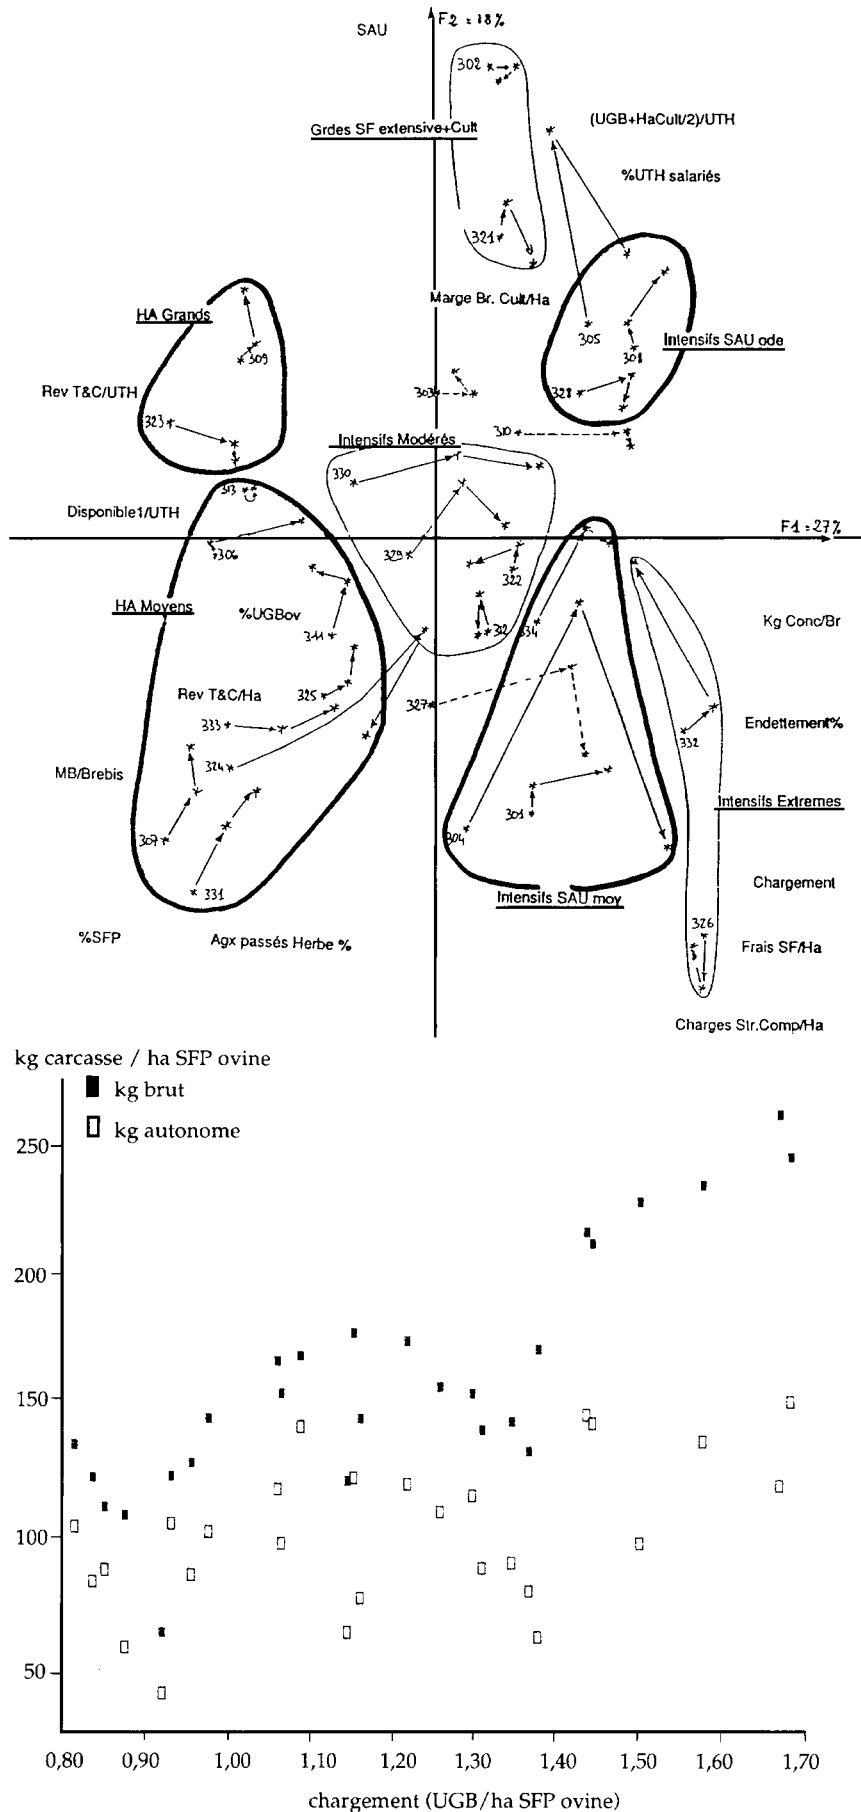 SAU
F2 = 18%
302
Grdes SF extensive+Cult
(UGB+HaCult/2)/UTH
%UTH salariés
321
Marge Br. Cult/Ha
HA Grands
309
305
308
Intensifs SAU ode
Rev T&C/UTH
303
328
323
310
Intensifs Modérés
330
313
Disponible1/UTH
F1 = 27%
306
329
322
HA Moyens
%UGBov
311
312
334
Kg Conc/Br
Rev T&C/Ha
325
327
333
332
Endettement%
324
MB/Brebis
Intensifs Extremes
301
307
304
331
Chargement
Intensifs SAU moy
326
%SFP
Agx passés Herbe %
Frais SF/Ha
Charges Str.Comp/Ha
kg carcasse / ha SFP ovine
kg brut
kg autonome
250
200
150
100
50
0,80 0,90 1,00 1,10 1,20 1,30 1,40 1,50 1,60 1,70
chargement (UGB/ha SFP ovine)